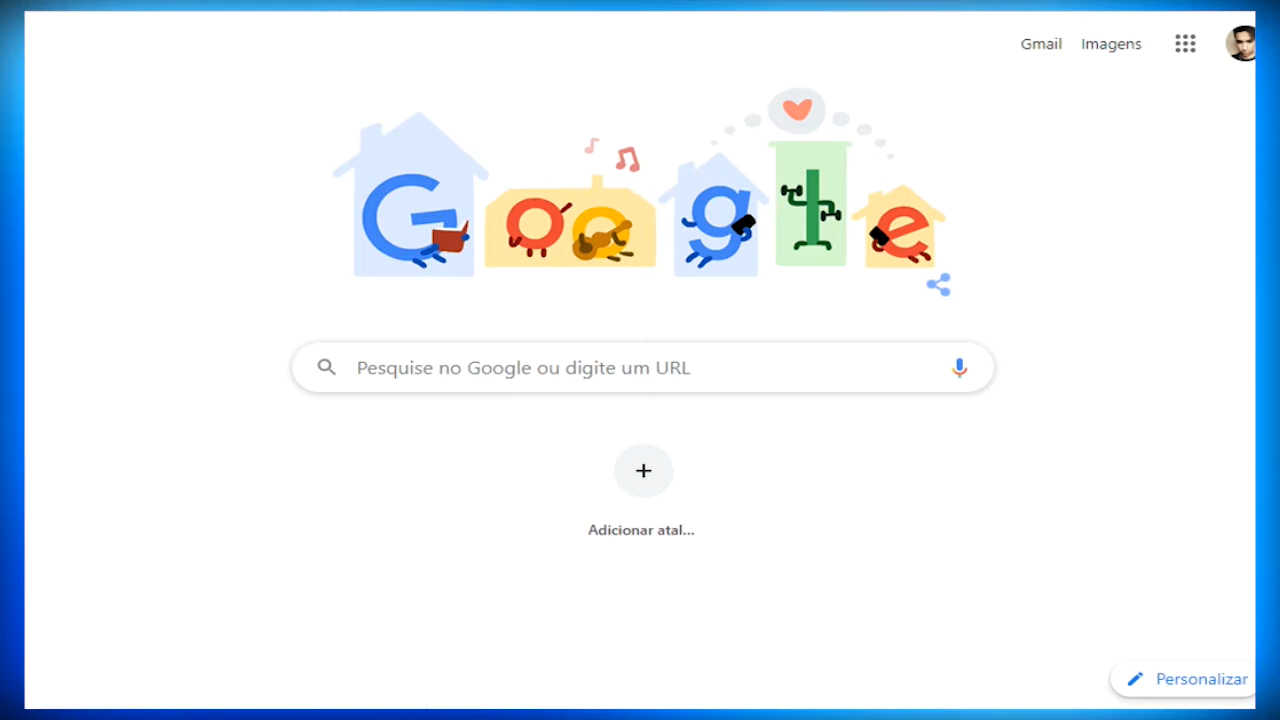 Gmail Imagens
Google
Pesquise no Google ou digite um URL
Adicionar atal...
Personalizar